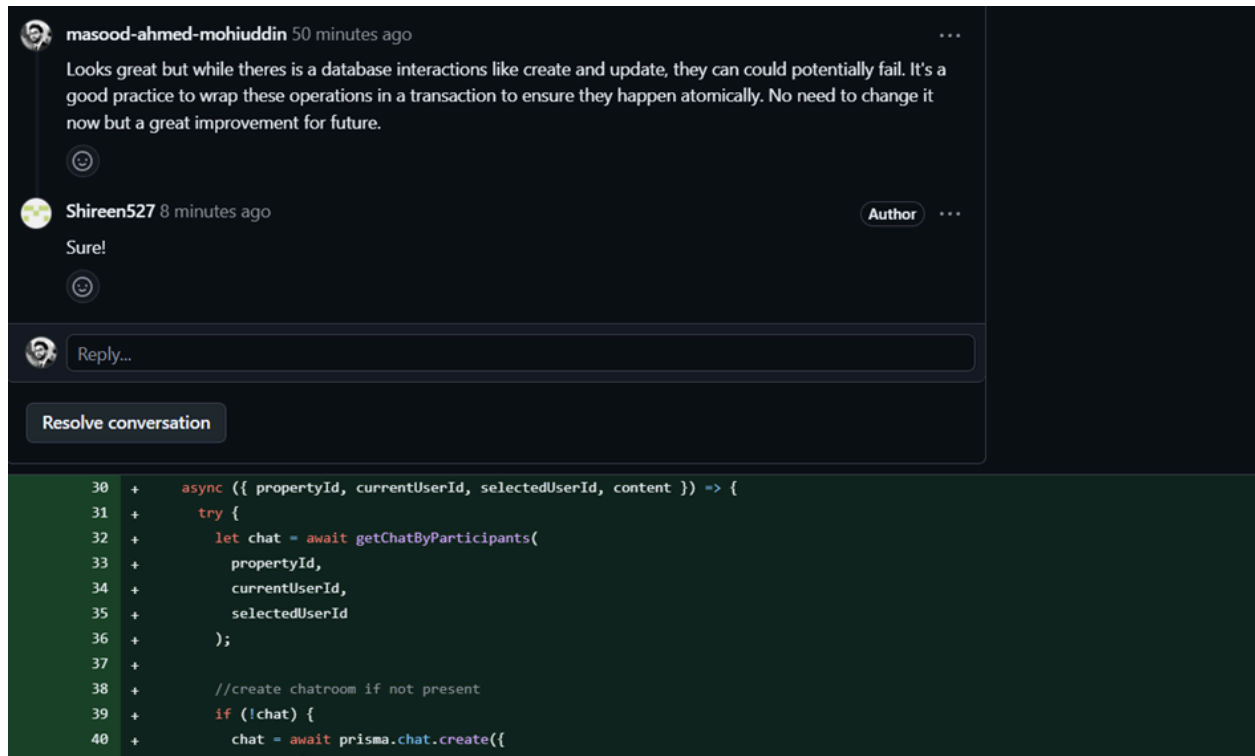 masood-ahmed-mohiuddin 50 minutes ago
Looks great but while theres is a database interactions like create and update, they can could potentially fail. It's a
good practice to wrap these operations in a transaction to ensure they happen atomically. No need to change it
now but a great improvement for future.
Shireen527 8 minutes ago Author
Sure!
Reply...
Resolve conversation
30 + async ({ propertyId, currentUserId, selectedUserId, content }) => {
31 + try {
32 + let chat = await getChatByParticipants(
33 + propertyId,
34 + currentUserId,
35 + selectedUserId
36 + );
37 +
38 + //create chatroom if not present
39 + if (!chat) {
40 + chat = await prisma.chat.create({